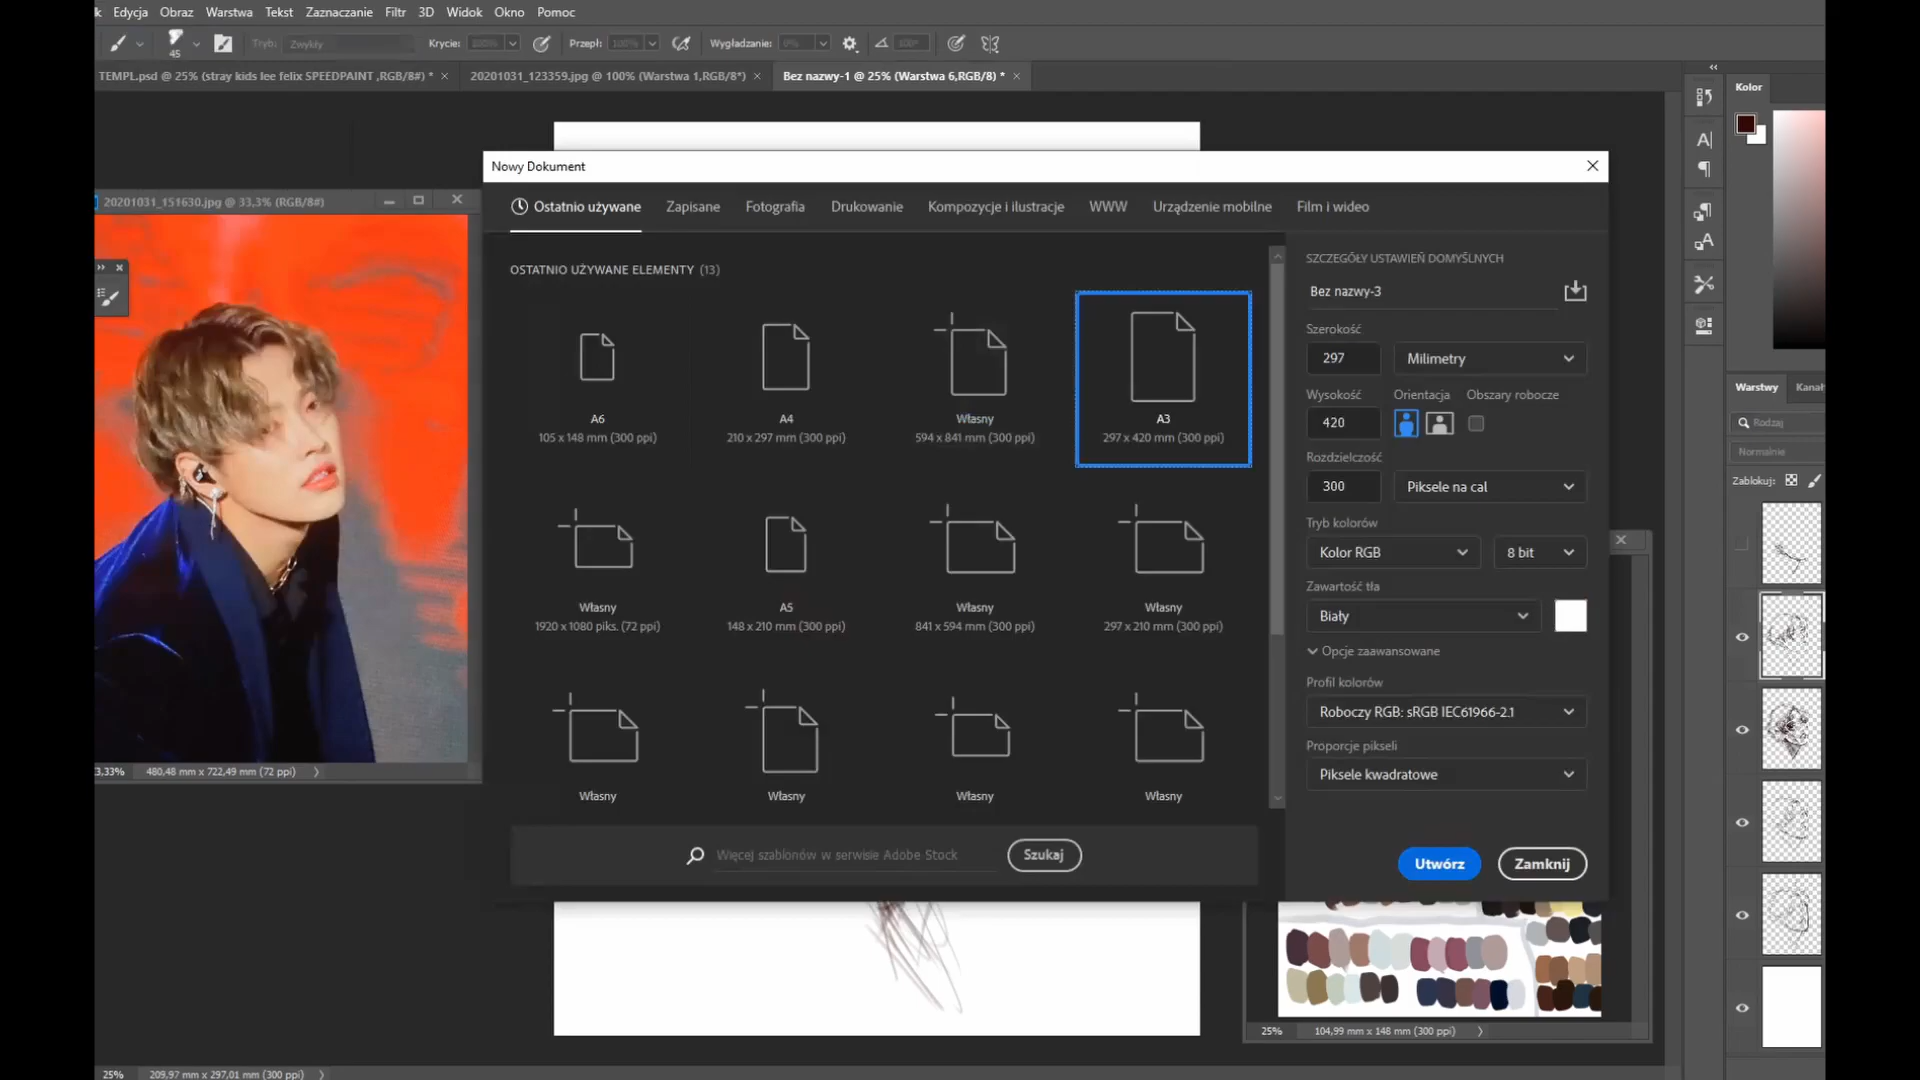 k Edycja Obraz Warstwa Tekst Zaznaczanie Filtr 3D Widok Okno Pomoc
45 Tryb: Zwykły Krycie: 100% Przepł: 100% Wygładzanie: 0%
TEMPL.psd @ 25% (stray kids lee felix SPEEDPAINT ,RGB/8#) * × 20201031_123359.jpg @ 100% (Warstwa 1,RGB/8*) × Bez nazwy-1 @ 25% (Warstwa 6,RGB/8) * ×
Kolor
20201031_151630.jpg @ 33,3% (RGB/8#)
Nowy Dokument
Ostatnio używane Zapisane Fotografia Drukowanie Kompozycje i ilustracje WWW Urządzenie mobilne Film i wideo
OSTATNIO UŻYWANE ELEMENTY (13)
A6
105 x 148 mm (300 ppi)
A4
210 x 297 mm (300 ppi)
Własny
594 x 841 mm (300 ppi)
A3
297 x 420 mm (300 ppi)
Własny
1920 x 1080 piks. (72 ppi)
A5
148 x 210 mm (300 ppi)
Własny
841 x 594 mm (300 ppi)
Własny
297 x 210 mm (300 ppi)
Własny
Własny
Własny
Własny
Więcej szablonów w serwisie Adobe Stock
Szukaj
SZCZEGÓŁY USTAWIEŃ DOMYŚLNYCH
Bez nazwy-3
Szerokość
297 Milimetry
Wysokość Orientacja Obszary robocze
420
Rozdzielczość
300 Piksele na cal
Tryb kolorów
Kolor RGB 8 bit
Zawartość tła
Biały
Opcje zaawansowane
Profil kolorów
Roboczy RGB: sRGB IEC61966-2.1
Proporcje pikseli
Piksele kwadratowe
Utwórz Zamknij
Warstwy Kanał
Rodzaj
Normalnie
Zablokuj:
3,33% 480,48 mm x 722,49 mm (72 ppi)
25% 104,99 mm x 148 mm (300 ppi)
25% 209,97 mm x 297,01 mm (300 ppi)